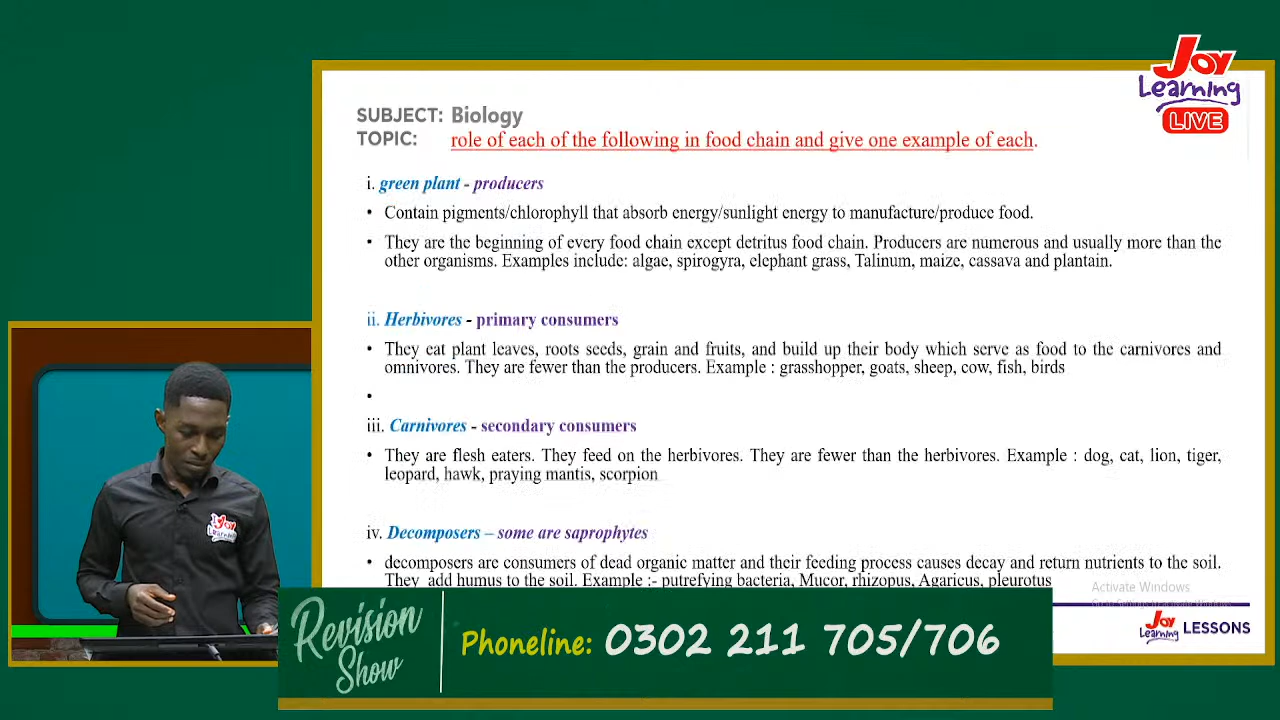 Joy
Learning
LIVE
SUBJECT: Biology
TOPIC: role of each of the following in food chain and give one example of each.
i. green plant - producers
• Contain pigments/chlorophyll that absorb energy/sunlight energy to manufacture/produce food.
• They are the beginning of every food chain except detritus food chain. Producers are numerous and usually more than the
other organisms. Examples include: algae, spirogyra, elephant grass, Talinum, maize, cassava and plantain.
ii. Herbivores - primary consumers
• They eat plant leaves, roots seeds, grain and fruits, and build up their body which serve as food to the carnivores and
omnivores. They are fewer than the producers. Example : grasshopper, goats, sheep, cow, fish, birds
•
iii. Carnivores - secondary consumers
• They are flesh eaters. They feed on the herbivores. They are fewer than the herbivores. Example : dog, cat, lion, tiger,
leopard, hawk, praying mantis, scorpion
iv. Decomposers – some are saprophytes
• decomposers are consumers of dead organic matter and their feeding process causes decay and return nutrients to the soil.
They add humus to the soil. Example :- putrefying bacteria, Mucor, rhizopus, Agaricus, pleurotus
Activate Windows
Go to Settings to activate Windows.
Joy
Learning LESSONS
Joy
Learning
Revision
Show
Phoneline: 0302 211 705/706